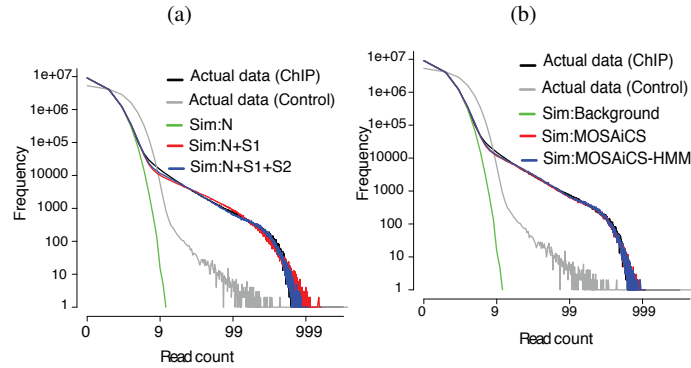 (a)
(b)
Frequency
1e+07
1e+06
1e+05
10000
1000
100
10
1
0
9
99
999
Read count
Actual data (ChIP)
Actual data (Control)
Sim:N
Sim:N+S1
Sim:N+S1+S2
Frequency
1e+07
1e+06
1e+05
10000
1000
100
10
1
0
9
99
999
Read count
Actual data (ChIP)
Actual data (Control)
Sim:Background
Sim:MOSAiCS
Sim:MOSAiCS-HMM